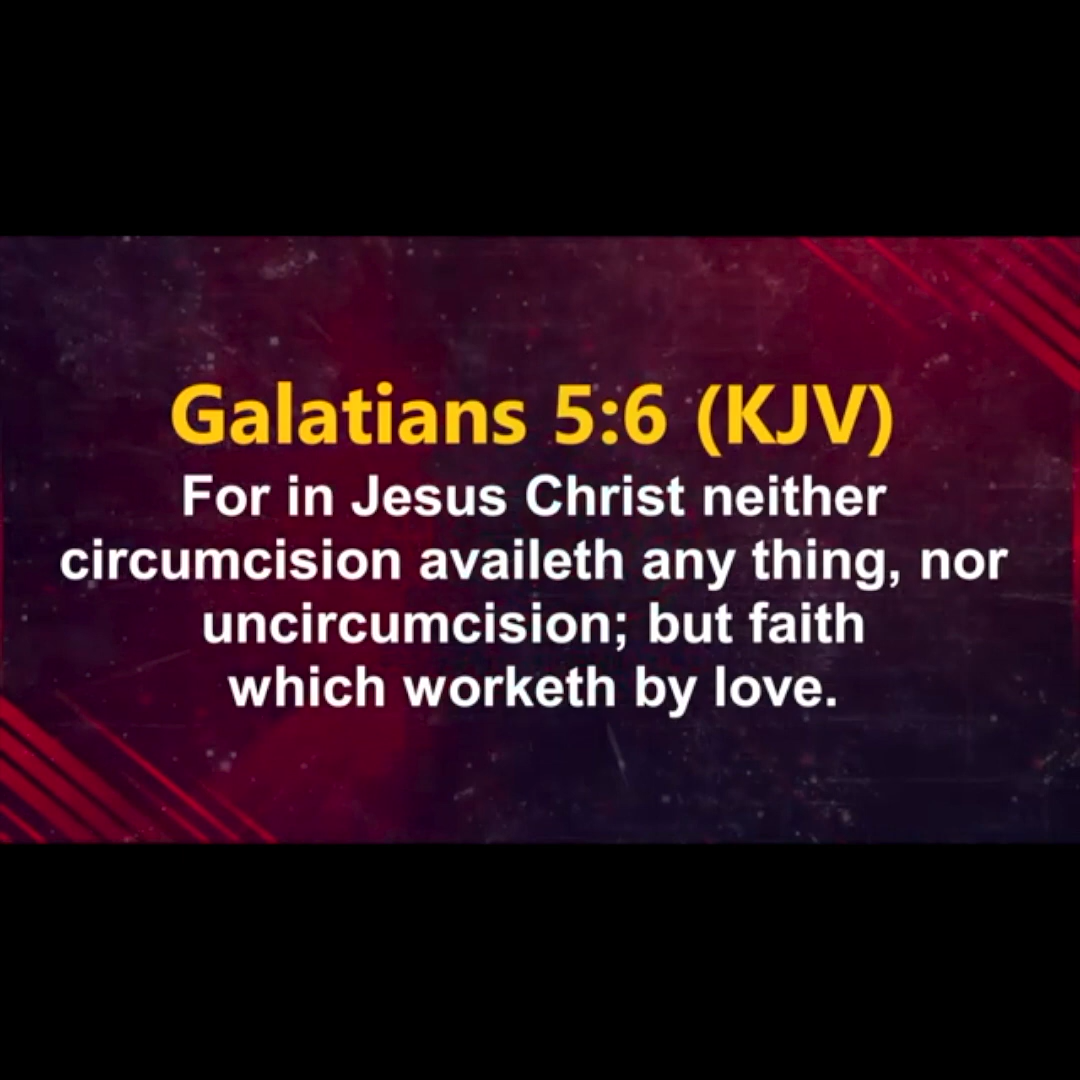 Galatians 5:6 (KJV)
For in Jesus Christ neither
circumcision availeth any thing, nor
uncircumcision; but faith
which worketh by love.